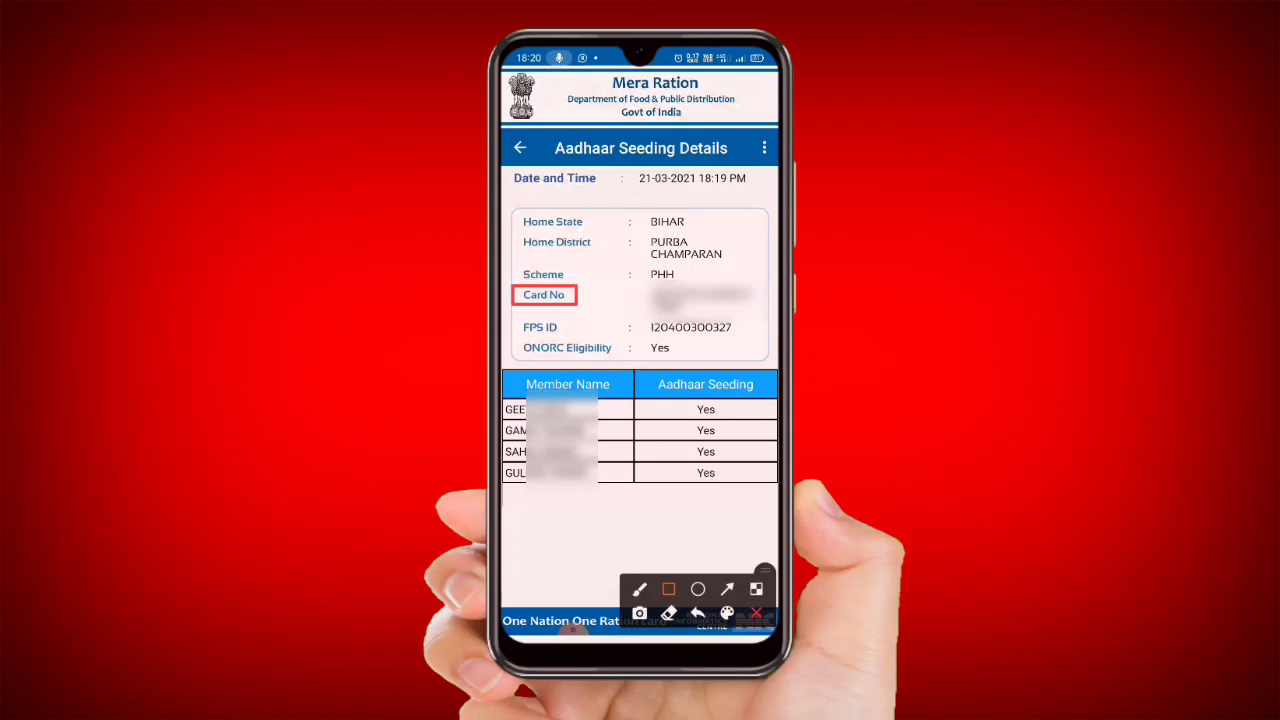 18:20
Mera Ration
Department of Food & Public Distribution
Govt of India
Aadhaar Seeding Details
Date and Time : 21-03-2021 18:19 PM
Home State : BIHAR
Home District : PURBA
CHAMPARAN
Scheme : PHH
Card No
FPS ID : 120400300327
ONORC Eligibility : Yes
Member Name Aadhaar Seeding
GEE Yes
GAM Yes
SAH Yes
GUL Yes
One Nation One Ration Card